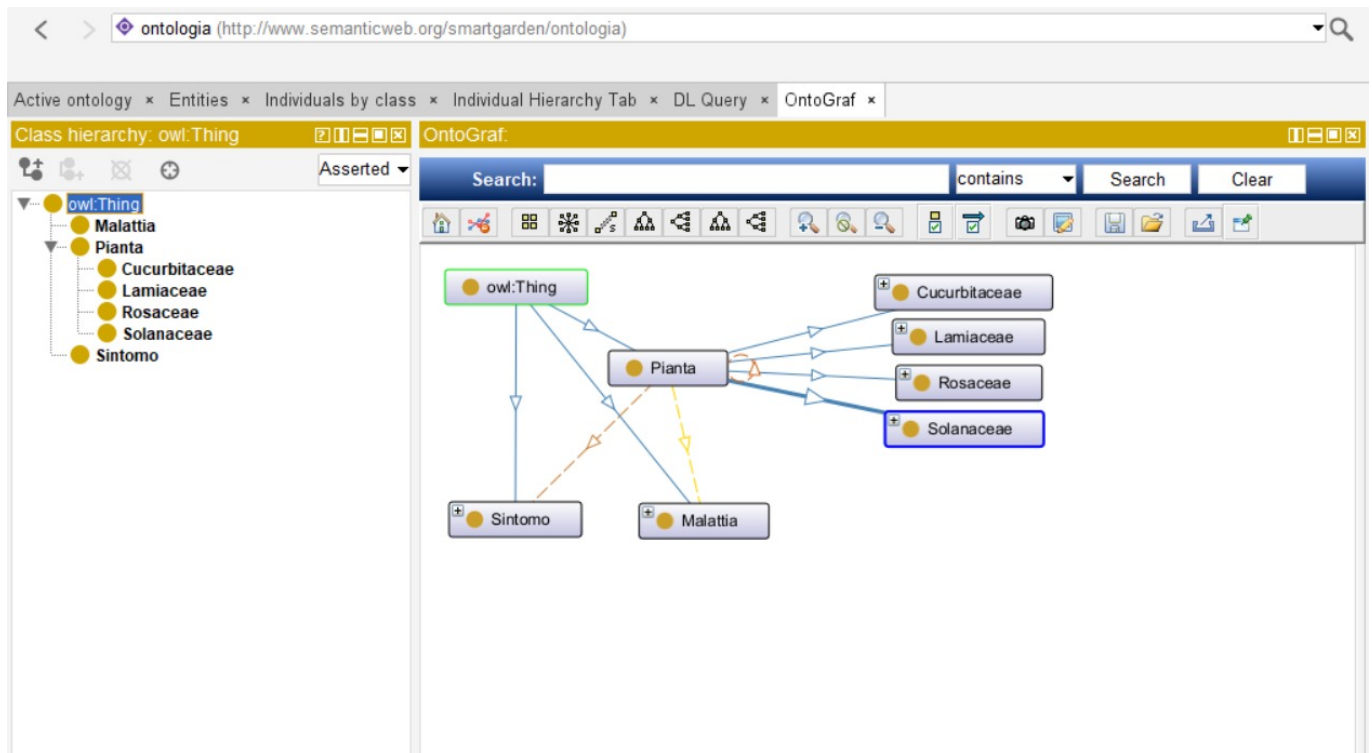 ontologia (http://www.semanticweb.org/smartgarden/ontologia)
Active ontology × Entities × Individuals by class × Individual Hierarchy Tab × DL Query × OntoGraf ×
Class hierarchy: owl:Thing
Asserted
owl:Thing
Malattia
Pianta
Cucurbitaceae
Lamiaceae
Rosaceae
Solanaceae
Sintomo
OntoGraf:
Search: contains Search Clear
owl:Thing
Cucurbitaceae
Lamiaceae
Pianta
Rosaceae
Solanaceae
Sintomo
Malattia